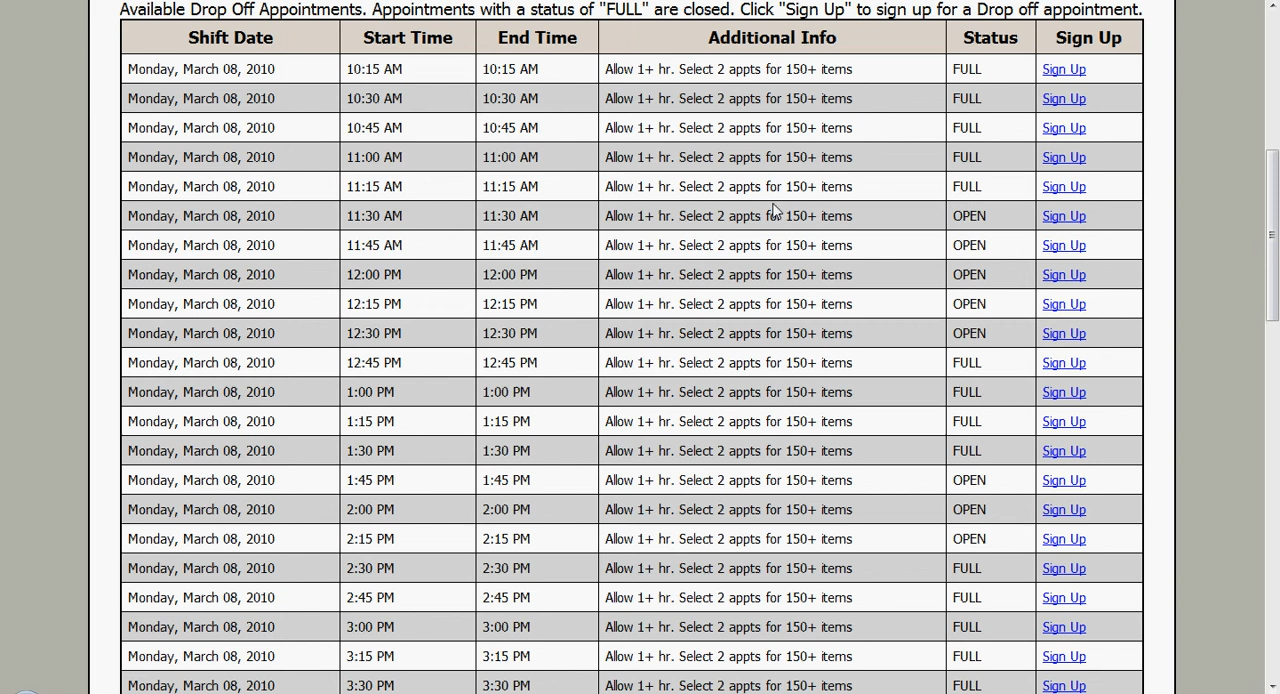 Available Drop Off Appointments. Appointments with a status of "FULL" are closed. Click "Sign Up" to sign up for a Drop off appointment.
Shift Date Start Time End Time Additional Info Status Sign Up
Monday, March 08, 2010 10:15 AM 10:15 AM Allow 1+ hr. Select 2 appts for 150+ items FULL Sign Up
Monday, March 08, 2010 10:30 AM 10:30 AM Allow 1+ hr. Select 2 appts for 150+ items FULL Sign Up
Monday, March 08, 2010 10:45 AM 10:45 AM Allow 1+ hr. Select 2 appts for 150+ items FULL Sign Up
Monday, March 08, 2010 11:00 AM 11:00 AM Allow 1+ hr. Select 2 appts for 150+ items FULL Sign Up
Monday, March 08, 2010 11:15 AM 11:15 AM Allow 1+ hr. Select 2 appts for 150+ items FULL Sign Up
Monday, March 08, 2010 11:30 AM 11:30 AM Allow 1+ hr. Select 2 appts for 150+ items OPEN Sign Up
Monday, March 08, 2010 11:45 AM 11:45 AM Allow 1+ hr. Select 2 appts for 150+ items OPEN Sign Up
Monday, March 08, 2010 12:00 PM 12:00 PM Allow 1+ hr. Select 2 appts for 150+ items OPEN Sign Up
Monday, March 08, 2010 12:15 PM 12:15 PM Allow 1+ hr. Select 2 appts for 150+ items OPEN Sign Up
Monday, March 08, 2010 12:30 PM 12:30 PM Allow 1+ hr. Select 2 appts for 150+ items OPEN Sign Up
Monday, March 08, 2010 12:45 PM 12:45 PM Allow 1+ hr. Select 2 appts for 150+ items FULL Sign Up
Monday, March 08, 2010 1:00 PM 1:00 PM Allow 1+ hr. Select 2 appts for 150+ items FULL Sign Up
Monday, March 08, 2010 1:15 PM 1:15 PM Allow 1+ hr. Select 2 appts for 150+ items FULL Sign Up
Monday, March 08, 2010 1:30 PM 1:30 PM Allow 1+ hr. Select 2 appts for 150+ items FULL Sign Up
Monday, March 08, 2010 1:45 PM 1:45 PM Allow 1+ hr. Select 2 appts for 150+ items OPEN Sign Up
Monday, March 08, 2010 2:00 PM 2:00 PM Allow 1+ hr. Select 2 appts for 150+ items OPEN Sign Up
Monday, March 08, 2010 2:15 PM 2:15 PM Allow 1+ hr. Select 2 appts for 150+ items OPEN Sign Up
Monday, March 08, 2010 2:30 PM 2:30 PM Allow 1+ hr. Select 2 appts for 150+ items FULL Sign Up
Monday, March 08, 2010 2:45 PM 2:45 PM Allow 1+ hr. Select 2 appts for 150+ items FULL Sign Up
Monday, March 08, 2010 3:00 PM 3:00 PM Allow 1+ hr. Select 2 appts for 150+ items FULL Sign Up
Monday, March 08, 2010 3:15 PM 3:15 PM Allow 1+ hr. Select 2 appts for 150+ items FULL Sign Up
Monday, March 08, 2010 3:30 PM 3:30 PM Allow 1+ hr. Select 2 appts for 150+ items FULL Sign Up